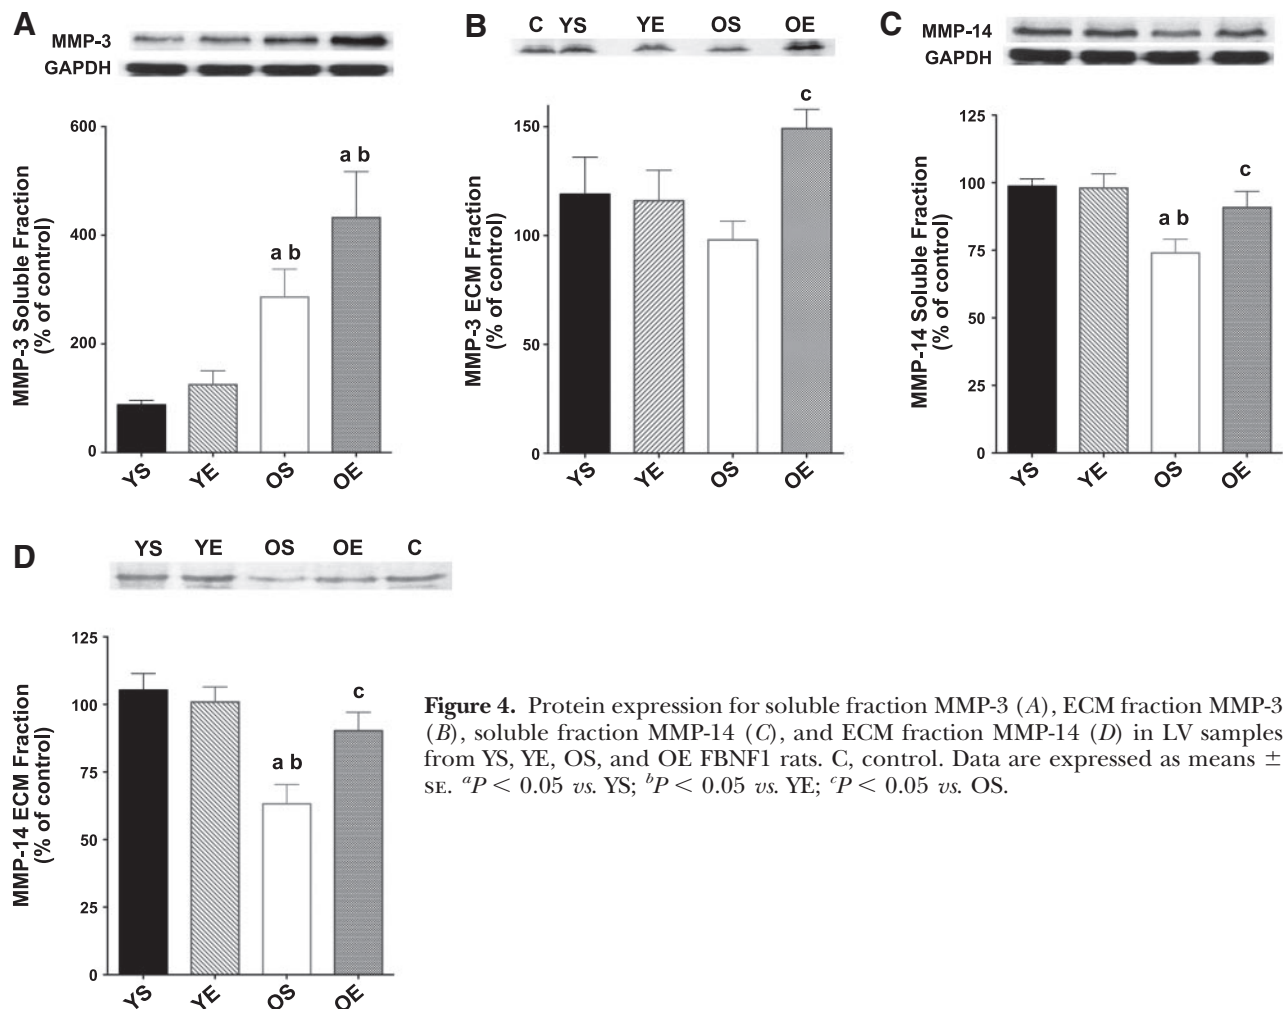 A
MMP-3
GAPDH
600
400
200
0
MMP-3 Soluble Fraction
(% of control)
a b
a b
YS
YE
OS
OE
B
C YS YE OS OE
150
100
50
0
MMP-3 ECM Fraction
(% of control)
c
YS
YE
OS
OE
C
MMP-14
GAPDH
125
100
75
50
25
0
MMP-14 Soluble Fraction
(% of control)
a b
c
YS
YE
OS
OE
D
YS YE OS OE C
125
100
75
50
25
0
MMP-14 ECM Fraction
(% of control)
a b
c
YS
YE
OS
OE
Figure 4. Protein expression for soluble fraction MMP-3 (A), ECM fraction MMP-3
(B), soluble fraction MMP-14 (C), and ECM fraction MMP-14 (D) in LV samples
from YS, YE, OS, and OE FBNF1 rats. C, control. Data are expressed as means ±
SE. aP < 0.05 vs. YS; bP < 0.05 vs. YE; cP < 0.05 vs. OS.